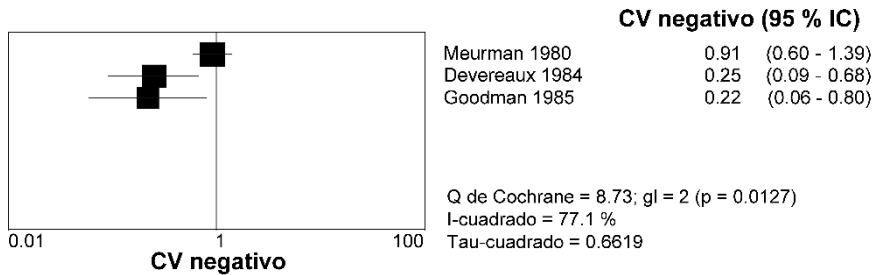 CV negativo (95 % IC)
Meurman 1980 0.91 (0.60 - 1.39)
Devereaux 1984 0.25 (0.09 - 0.68)
Goodman 1985 0.22 (0.06 - 0.80)
Q de Cochrane = 8.73; gl = 2 (p = 0.0127)
I-cuadrado = 77.1 %
Tau-cuadrado = 0.6619
0.01 1 100
CV negativo